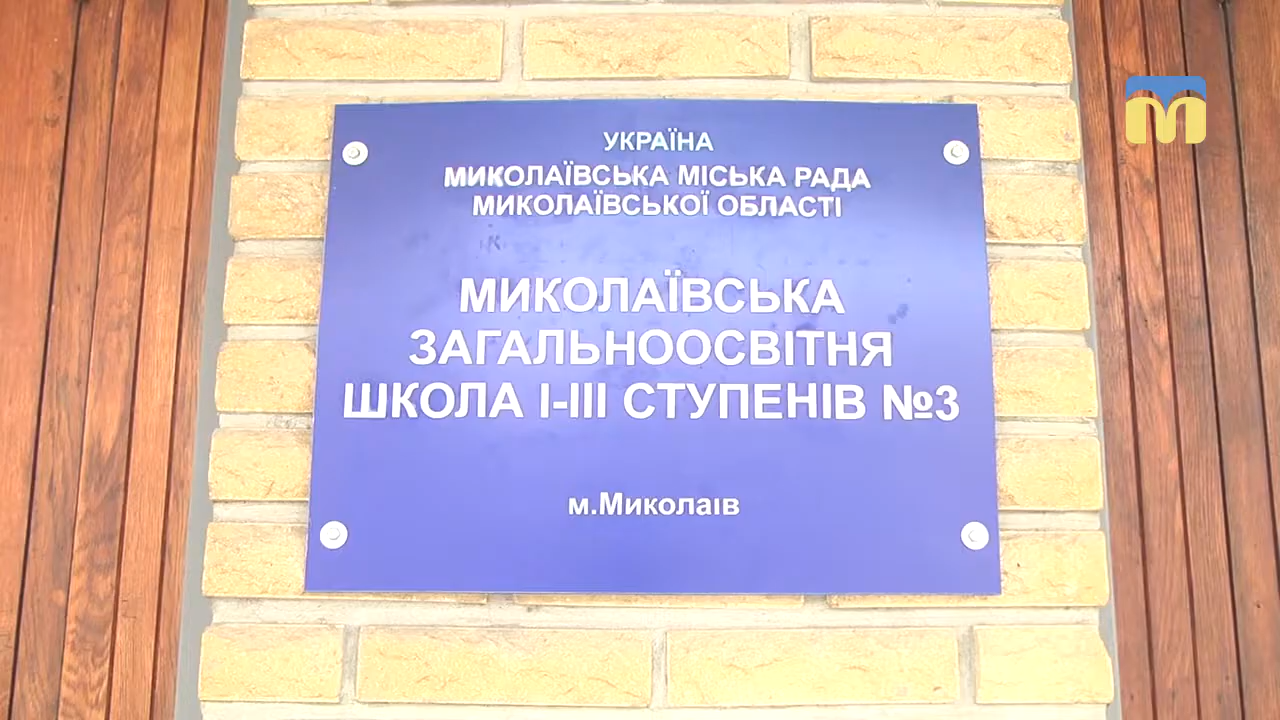 УКРАЇНА
МИКОЛАЇВСЬКА МІСЬКА РАДА
МИКОЛАЇВСЬКОЇ ОБЛАСТІ
МИКОЛАЇВСЬКА
ЗАГАЛЬНООСВІТНЯ
ШКОЛА І-ІІІ СТУПЕНІВ №3
м.Миколаїв